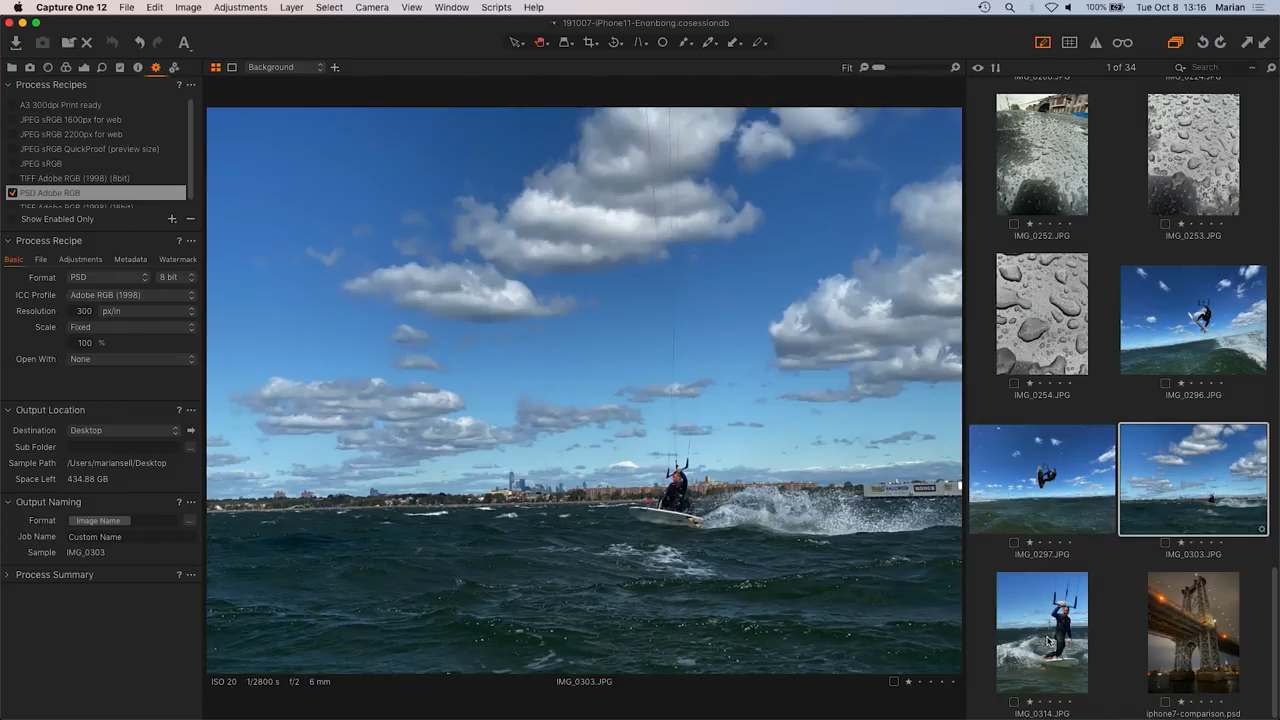 Capture One 12 File Edit Image Adjustments Layer Select Camera View Window Scripts Help 100% Tue Oct 8 13:16 Marian
191007-iPhone11-Enonbong.cosessiondb
Background
Fit
1 of 34
Search
Process Recipes
A3 300dpi Print ready
JPEG sRGB 1600px for web
JPEG sRGB 2200px for web
JPEG sRGB QuickProof (preview size)
JPEG sRGB
TIFF Adobe RGB (1998) (8bit)
PSD Adobe RGB
TIFF Adobe RGB (1998) (16bit)
Show Enabled Only
Process Recipe
Basic File Adjustments Metadata Watermark
Format PSD 8 bit
ICC Profile Adobe RGB (1998)
Resolution 300 px/in
Scale Fixed
100 %
Open With None
Output Location
Destination Desktop
Sub Folder
Sample Path /Users/mariansell/Desktop
Space Left 434.88 GB
Output Naming
Format Image Name
Job Name Custom Name
Sample IMG_0303
Process Summary
ISO 20 1/2800 s f/2 6 mm
IMG_0303.JPG
IMG_0224.JPG
IMG_0252.JPG
IMG_0253.JPG
IMG_0254.JPG
IMG_0296.JPG
IMG_0297.JPG
IMG_0303.JPG
IMG_0314.JPG
iphone7-comparison.psd